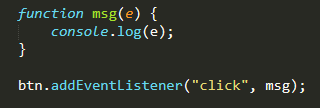 function msg(e) {
    console.log(e);
}

btn.addEventListener("click", msg);